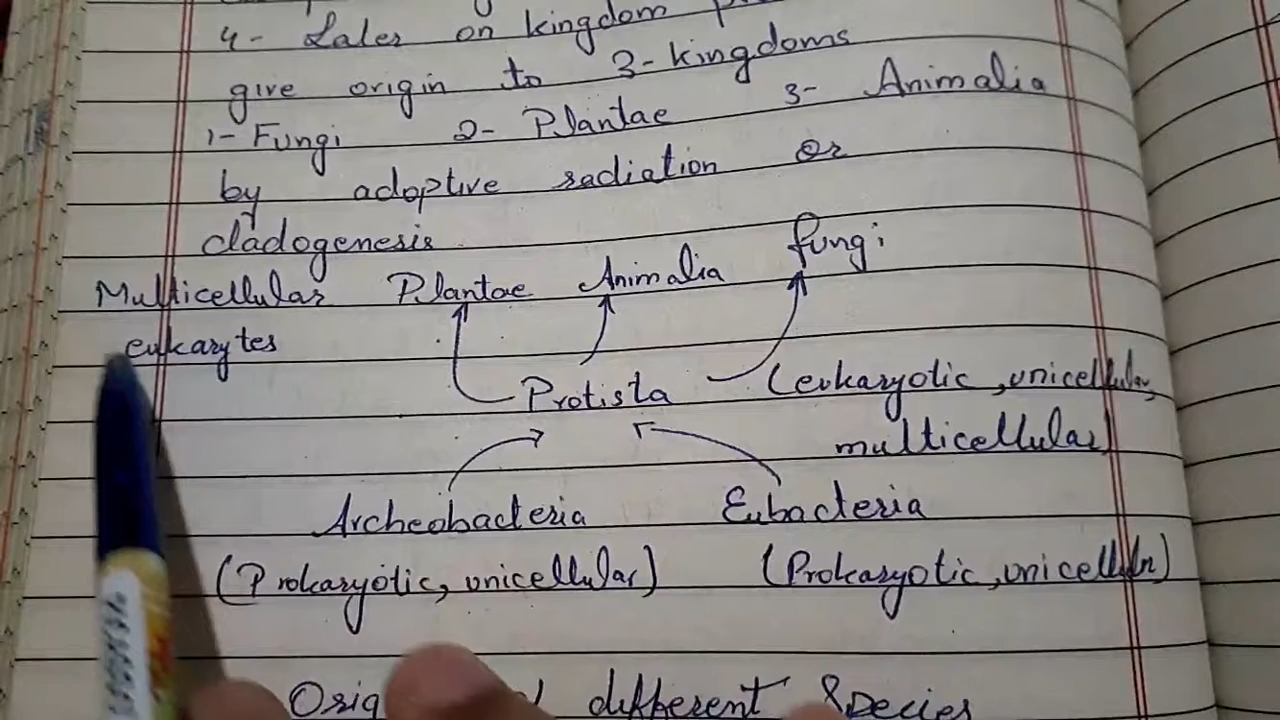 4- Later on kingdom
give origin to 3-kingdoms
1- Fungi 2- Plantae 3- Animalia
by adoptive radiation or
cladogenesis
Multicellular Plantae Animalia fungi
eukarytes
Protista (eukaryotic, unicellular,
multicellular)
Archeobacteria Eubacteria
(Prokaryotic, unicellular) (Prokaryotic, unicellulr)
different Species